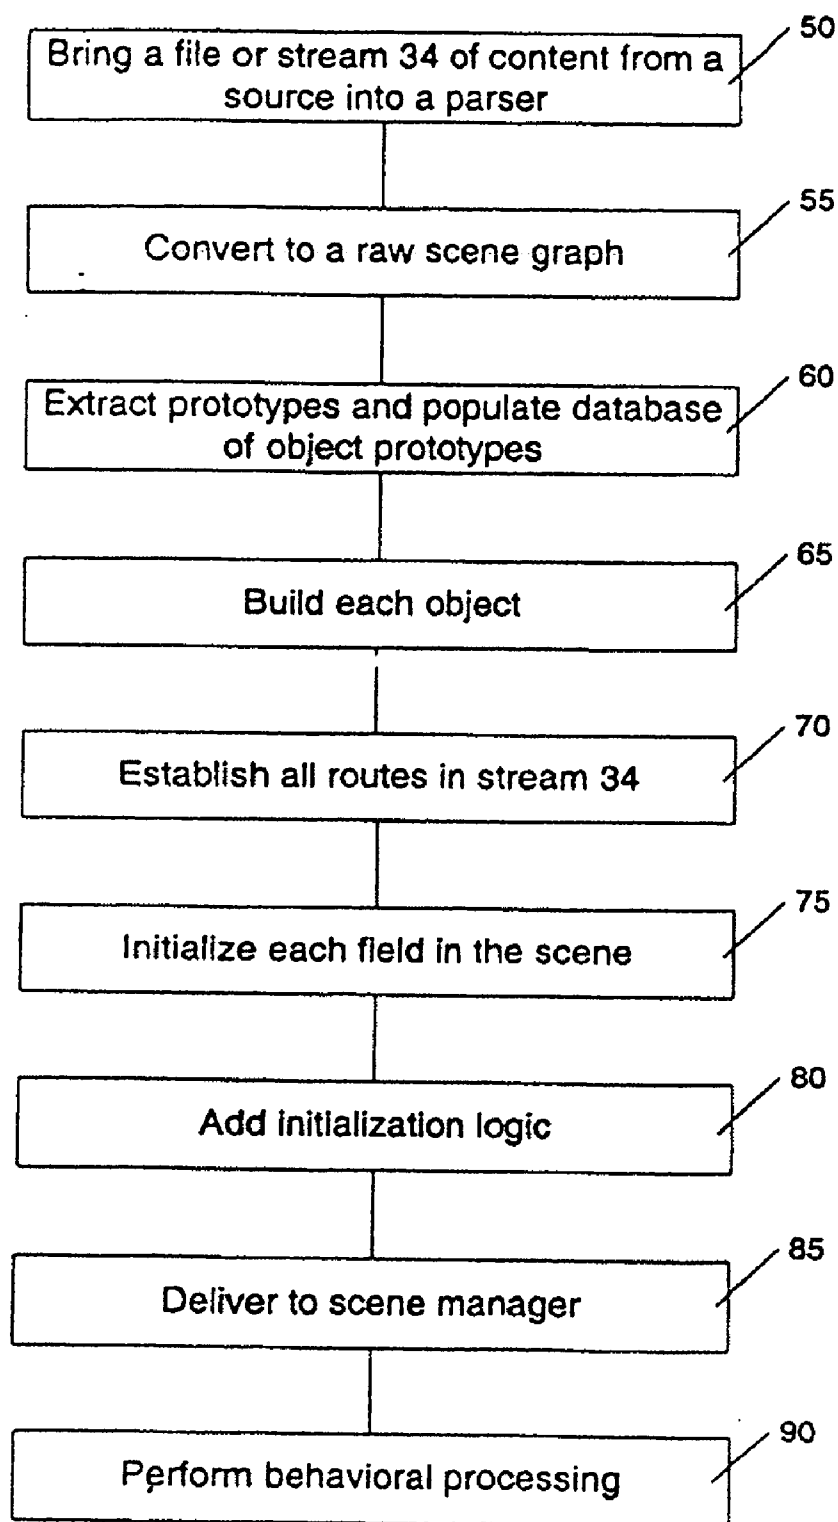 50
Bring a file or stream 34 of content from a
source into a parser
55
Convert to a raw scene graph
60
Extract prototypes and populate database
of object prototypes
65
Build each object
70
Establish all routes in stream 34
75
Initialize each field in the scene
80
Add initialization logic
85
Deliver to scene manager
90
Perform behavioral processing